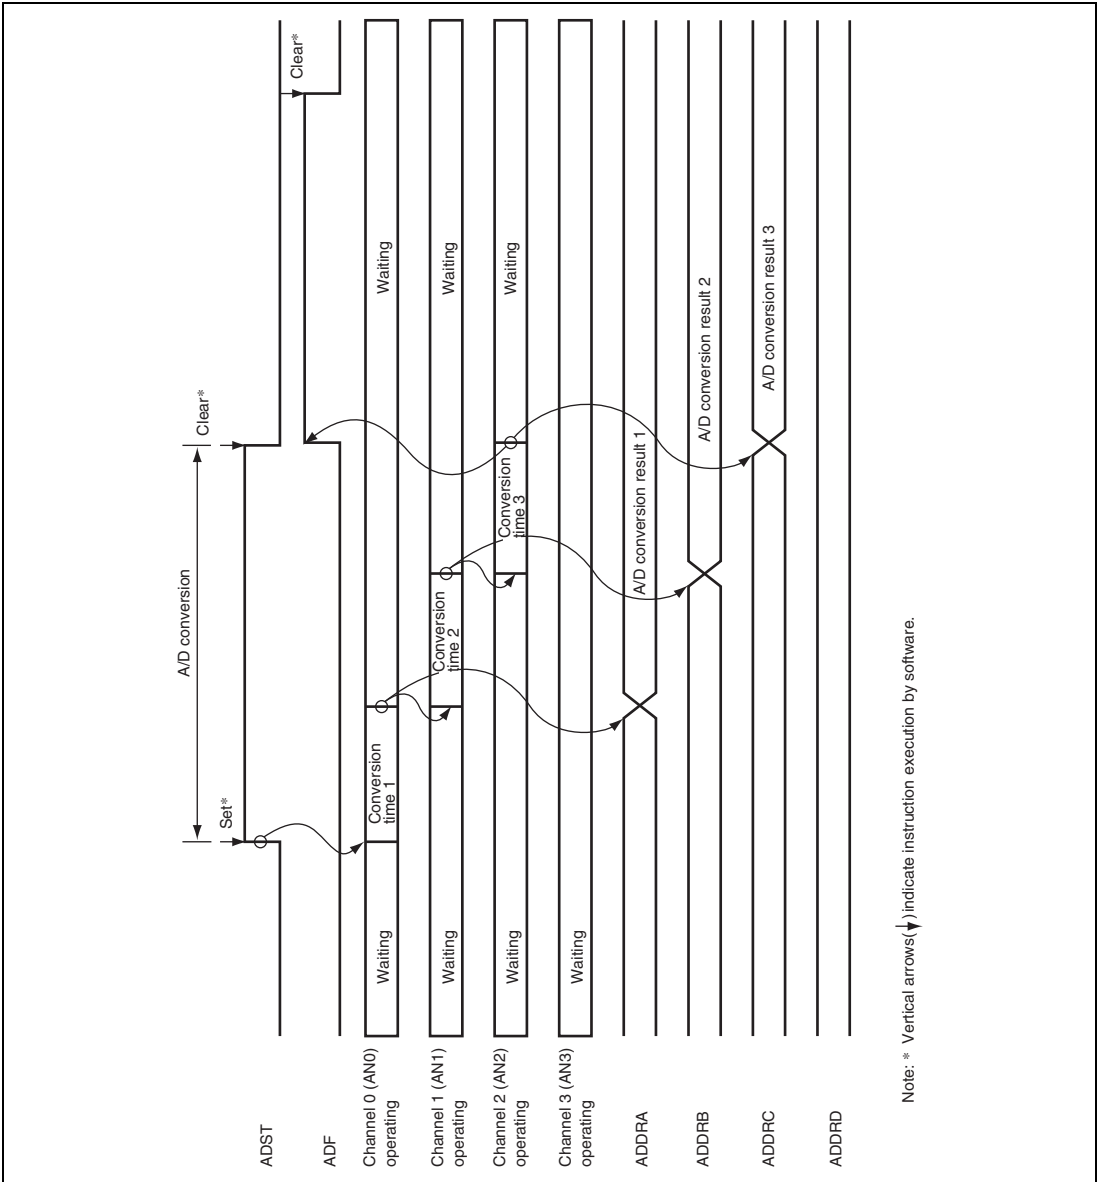 A/D conversion
Set*
Clear*
Clear*
ADST
ADF
Channel 0 (AN0)
operating
Waiting
Conversion
time 1
Waiting
Channel 1 (AN1)
operating
Waiting
Conversion
time 2
Waiting
Channel 2 (AN2)
operating
Waiting
Conversion
time 3
Waiting
Channel 3 (AN3)
operating
Waiting
ADDRA
A/D conversion result 1
ADDRB
A/D conversion result 2
ADDRC
A/D conversion result 3
ADDRD
Note: * Vertical arrows(↓)indicate instruction execution by software.